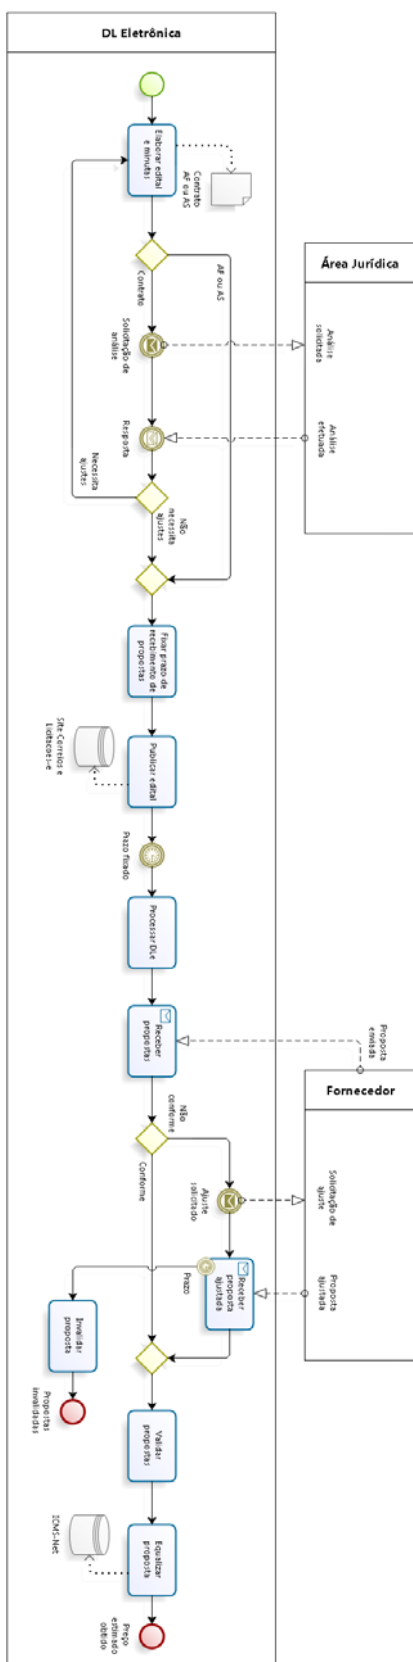 DL Eletrônica
Elaborar edital
e minutas
Contrato
AF ou AS
AF ou AS
Contrato
Área Jurídica
Solicitação de
análise
Análise
solicitada
Resposta
Análise
efetuada
Necessita
ajustes
Não
necessita
ajustes
Fixar prazo de
recebimento de
propostas
Publicar edital
Site Correios e
Licitacoes-e
Prazo fixado
Processar DLe
Receber
propostas
Proposta
enviada
Fornecedor
Não
conforme
Conforme
Ajuste
solicitado
Solicitação de
ajuste
Receber
proposta
ajustada
Proposta
ajustada
Prazo
Invalidar
proposta
Propostas
invalidadas
Validar
propostas
Equalizar
proposta
ICMS-Net
Preço
estimado
obtido